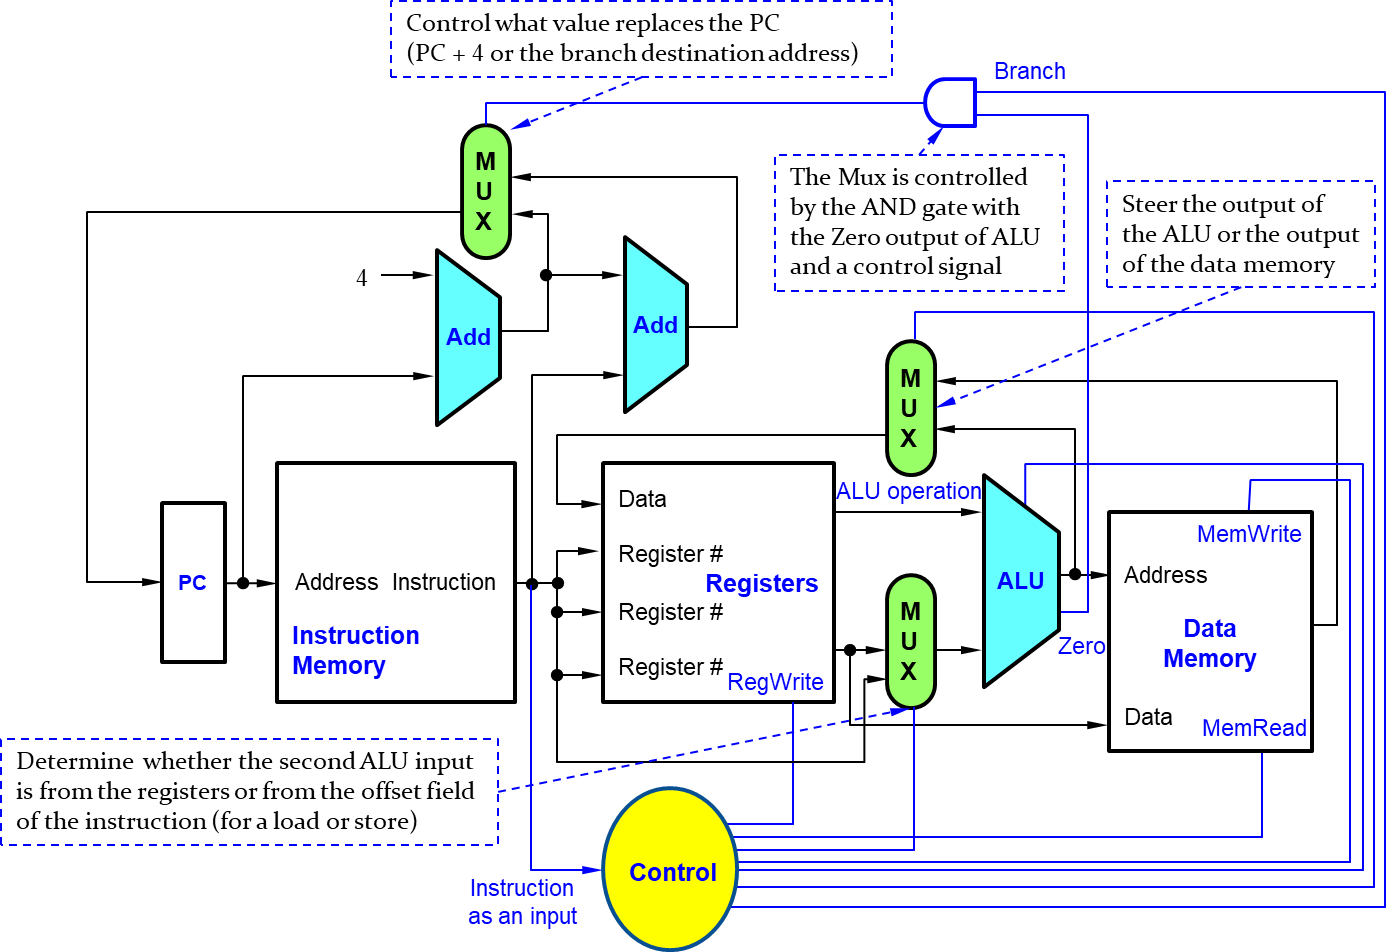 Control what value replaces the PC
(PC + 4 or the branch destination address)
Branch
M
U
X
The Mux is controlled
by the AND gate with
the Zero output of ALU
and a control signal
Steer the output of
the ALU or the output
of the data memory
4
Add
Add
M
U
X
PC
Address Instruction
Instruction
Memory
Data
Register #
Registers
Register #
Register #
RegWrite
ALU operation
M
U
X
ALU
Zero
MemWrite
Address
Data
Memory
Data
MemRead
Determine whether the second ALU input
is from the registers or from the offset field
of the instruction (for a load or store)
Control
Instruction
as an input